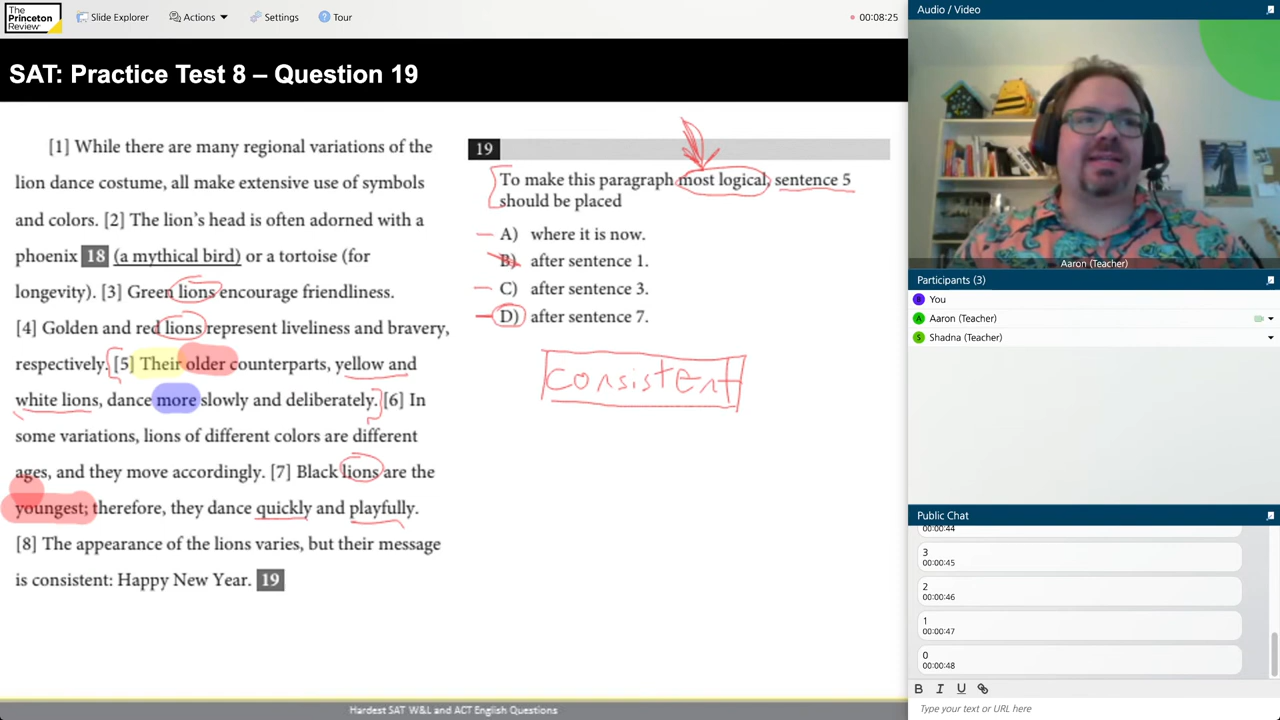 The
Princeton
Review®
Slide Explorer
Actions
Settings
Tour
00:08:25
SAT: Practice Test 8 – Question 19
[1] While there are many regional variations of the
lion dance costume, all make extensive use of symbols
and colors. [2] The lion's head is often adorned with a
phoenix 18 (a mythical bird) or a tortoise (for
longevity). [3] Green lions encourage friendliness.
[4] Golden and red lions represent liveliness and bravery,
respectively. [5] Their older counterparts, yellow and
white lions, dance more slowly and deliberately. [6] In
some variations, lions of different colors are different
ages, and they move accordingly. [7] Black lions are the
youngest; therefore, they dance quickly and playfully.
[8] The appearance of the lions varies, but their message
is consistent: Happy New Year. 19
19
To make this paragraph most logical, sentence 5
should be placed
A) where it is now.
B) after sentence 1.
C) after sentence 3.
D) after sentence 7.
consistent
Hardest SAT W&L and ACT English Questions
Audio / Video
Aaron (Teacher)
Participants (3)
B You
A Aaron (Teacher)
S Shadna (Teacher)
Public Chat
00:00:44
3
00:00:45
2
00:00:46
1
00:00:47
0
00:00:48
B I U
Type your text or URL here